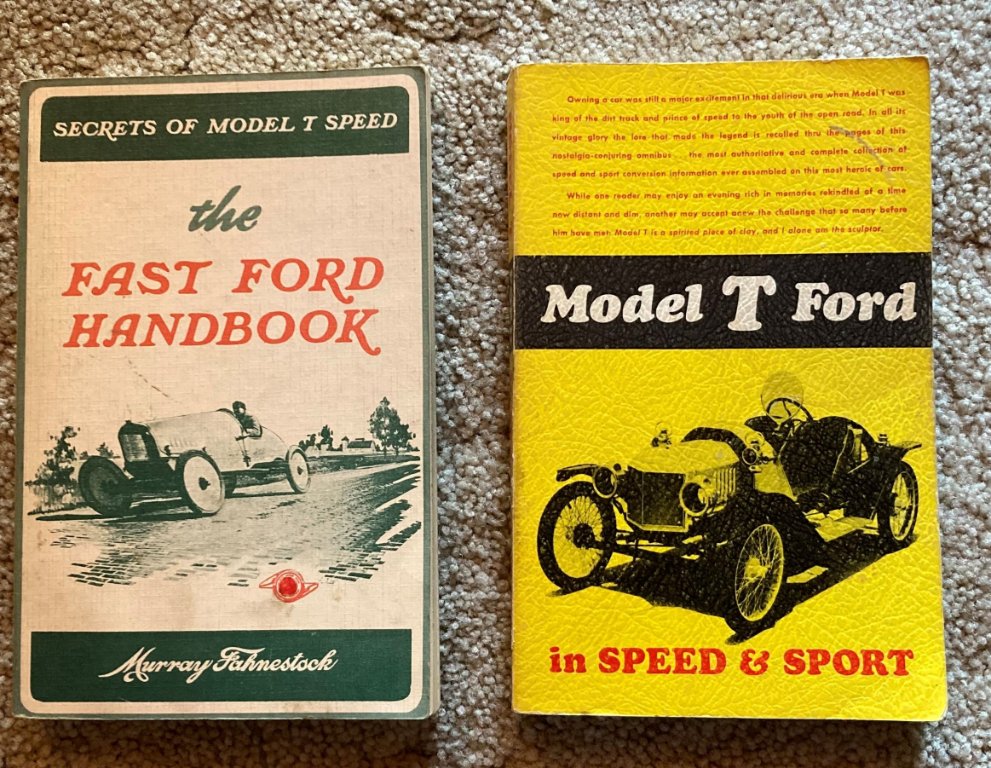 SECRETS OF MODEL T SPEED
the
FAST FORD
HANDBOOK
Murray Fahnestock
Owning a car was still a major excitement in that delirious era when Model T was
king of the dirt track and prince of speed to the youth of the open road. In all its
vintage glory the lore that made the legend is recalled thru the pages of this
nostalgia-conjuring omnibus the most authoritative and complete collection of
speed and sport conversion information ever assembled on this most heroic of cars.
While one reader may enjoy an evening rich in memories rekindled of a time
now distant and dim, another may accept anew the challenge that so many before
him have met: Model T is a spirited piece of clay, and I alone am the sculptor.
Model T Ford
in SPEED & SPORT